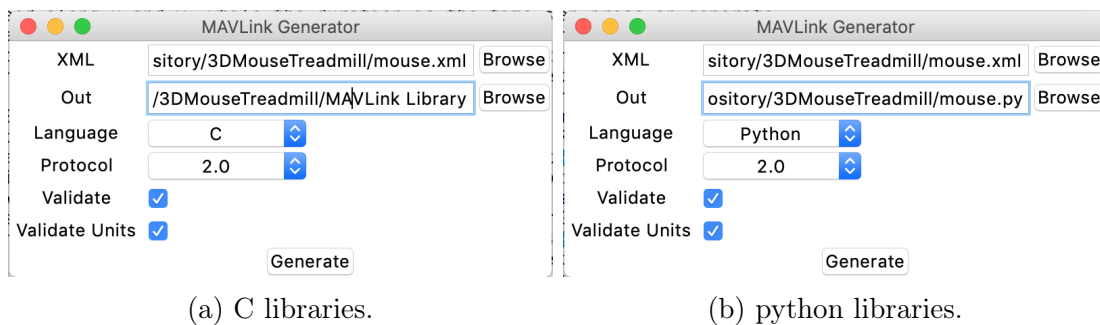 MAVLink Generator
XML sitory/3DMouseTreadmill/mouse.xml Browse
Out /3DMouseTreadmill/MAVLink Library Browse
Language C
Protocol 2.0
Validate
Validate Units
Generate
(a) C libraries.
MAVLink Generator
XML sitory/3DMouseTreadmill/mouse.xml Browse
Out ository/3DMouseTreadmill/mouse.py Browse
Language Python
Protocol 2.0
Validate
Validate Units
Generate
(b) python libraries.